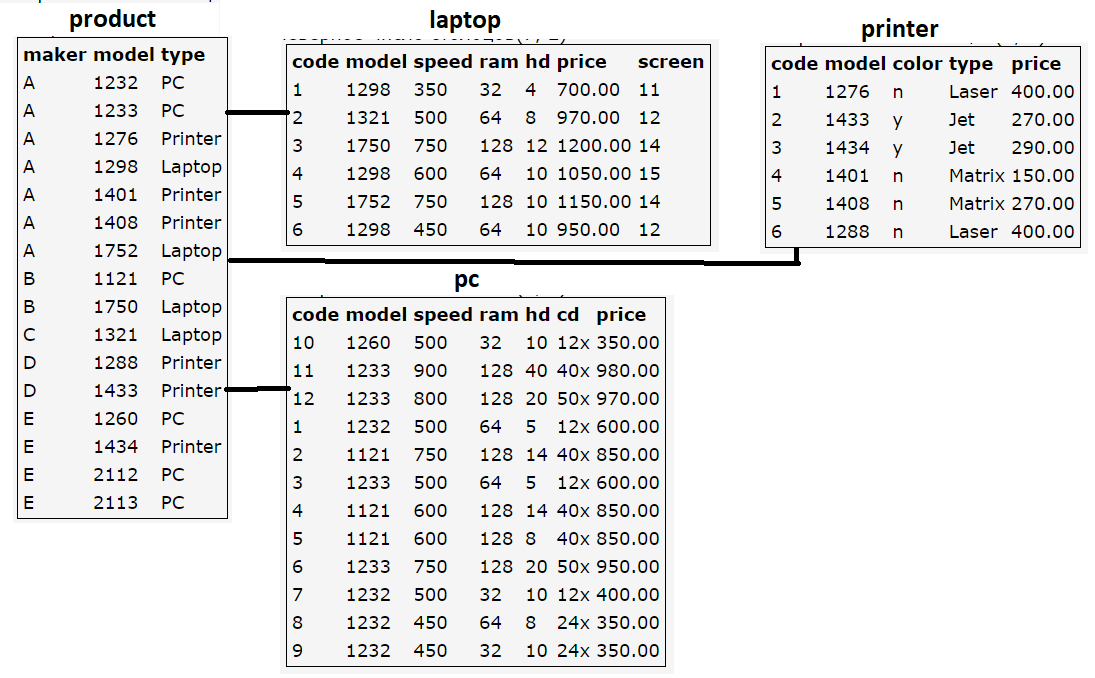 product
maker model type
A 1232 PC
A 1233 PC
A 1276 Printer
A 1298 Laptop
A 1401 Printer
A 1408 Printer
A 1752 Laptop
B 1121 PC
B 1750 Laptop
C 1321 Laptop
D 1288 Printer
D 1433 Printer
E 1260 PC
E 1434 Printer
E 2112 PC
E 2113 PC
laptop
code model speed ram hd price screen
1 1298 350 32 4 700.00 11
2 1321 500 64 8 970.00 12
3 1750 750 128 12 1200.00 14
4 1298 600 64 10 1050.00 15
5 1752 750 128 10 1150.00 14
6 1298 450 64 10 950.00 12
printer
code model color type price
1 1276 n Laser 400.00
2 1433 y Jet 270.00
3 1434 y Jet 290.00
4 1401 n Matrix 150.00
5 1408 n Matrix 270.00
6 1288 n Laser 400.00
pc
code model speed ram hd cd price
10 1260 500 32 10 12x 350.00
11 1233 900 128 40 40x 980.00
12 1233 800 128 20 50x 970.00
1 1232 500 64 5 12x 600.00
2 1121 750 128 14 40x 850.00
3 1233 500 64 5 12x 600.00
4 1121 600 128 14 40x 850.00
5 1121 600 128 8 40x 850.00
6 1233 750 128 20 50x 950.00
7 1232 500 32 10 12x 400.00
8 1232 450 64 8 24x 350.00
9 1232 450 32 10 24x 350.00